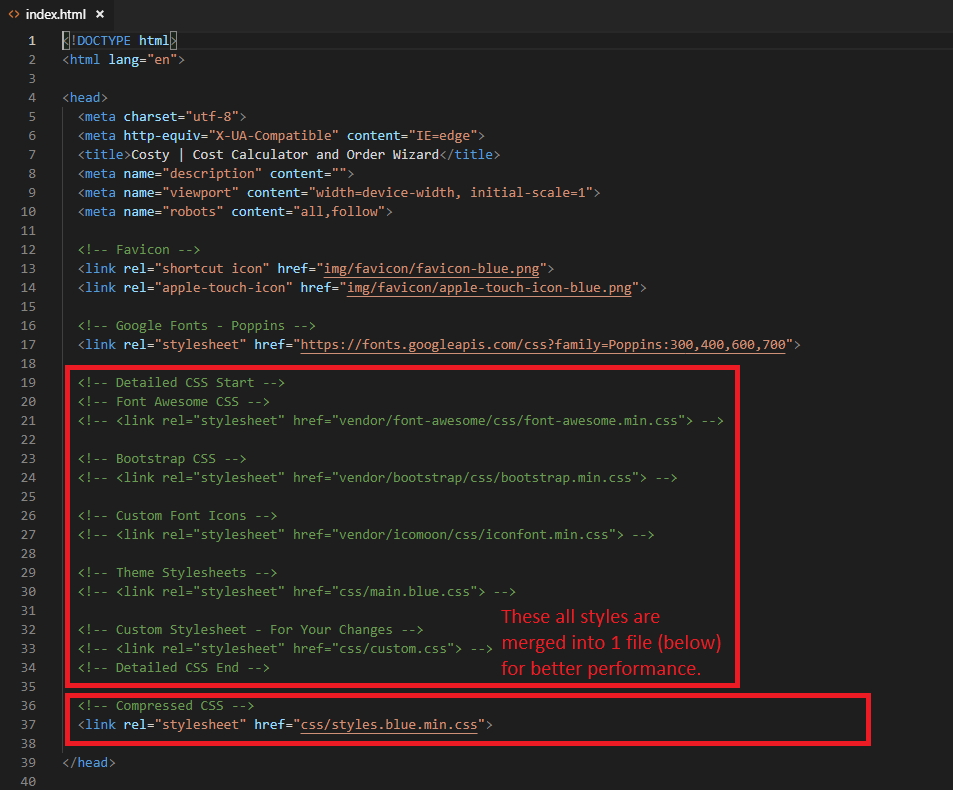 index.html ×
1 <!DOCTYPE html>
2 <html lang="en">
3
4 <head>
5 <meta charset="utf-8">
6 <meta http-equiv="X-UA-Compatible" content="IE=edge">
7 <title>Costy | Cost Calculator and Order Wizard</title>
8 <meta name="description" content="">
9 <meta name="viewport" content="width=device-width, initial-scale=1">
10 <meta name="robots" content="all,follow">
11
12 <!-- Favicon -->
13 <link rel="shortcut icon" href="img/favicon/favicon-blue.png">
14 <link rel="apple-touch-icon" href="img/favicon/apple-touch-icon-blue.png">
15
16 <!-- Google Fonts - Poppins -->
17 <link rel="stylesheet" href="https://fonts.googleapis.com/css?family=Poppins:300,400,600,700">
18
19 <!-- Detailed CSS Start -->
20 <!-- Font Awesome CSS -->
21 <!-- <link rel="stylesheet" href="vendor/font-awesome/css/font-awesome.min.css"> -->
22
23 <!-- Bootstrap CSS -->
24 <!-- <link rel="stylesheet" href="vendor/bootstrap/css/bootstrap.min.css"> -->
25
26 <!-- Custom Font Icons -->
27 <!-- <link rel="stylesheet" href="vendor/icomoon/css/iconfont.min.css"> -->
28
29 <!-- Theme Stylesheets -->
30 <!-- <link rel="stylesheet" href="css/main.blue.css"> -->
31
32 <!-- Custom Stylesheet - For Your Changes -->
33 <!-- <link rel="stylesheet" href="css/custom.css"> -->
34 <!-- Detailed CSS End -->
These all styles are
merged into 1 file (below)
for better performance.
35
36 <!-- Compressed CSS -->
37 <link rel="stylesheet" href="css/styles.blue.min.css">
38
39 </head>
40